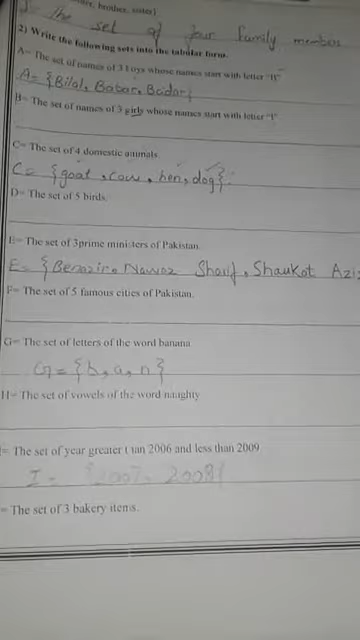 brother, sister}
= the set of four family member
2) Write the following sets into the tabular form.
A= The set of names of 3 boys whose names start with letter "B"
A= {Bilal, Babar, Badar}
B= The set of names of 3 girls whose names start with letter "I".
C= The set of 4 domestic animals.
C= {goat, cow, hen, dog}
D= The set of 5 birds.
E= The set of 3prime ministers of Pakistan.
E= {Benazir, Nawaz Sharif, Shaukat Aziz
F= The set of 5 famous cities of Pakistan.
G= The set of letters of the word banana
G= {b, a, n}
H= The set of vowels of the word naughty
= The set of year greater than 2006 and less than 2009
I= {2007, 2008}
= The set of 3 bakery items.